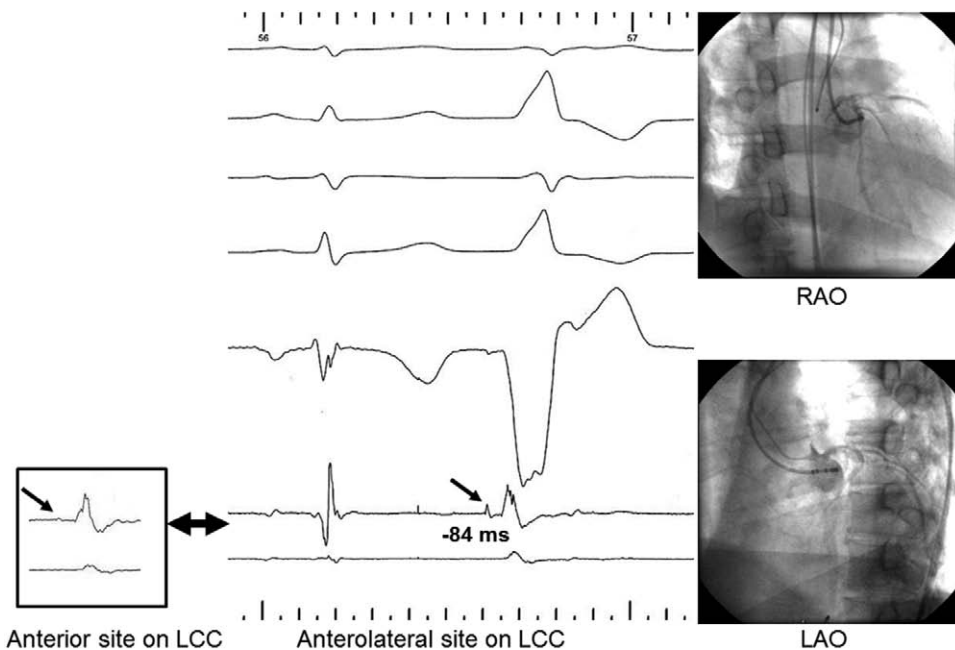 56
57
RAO
-84 ms
Anterior site on LCC
Anterolateral site on LCC
LAO